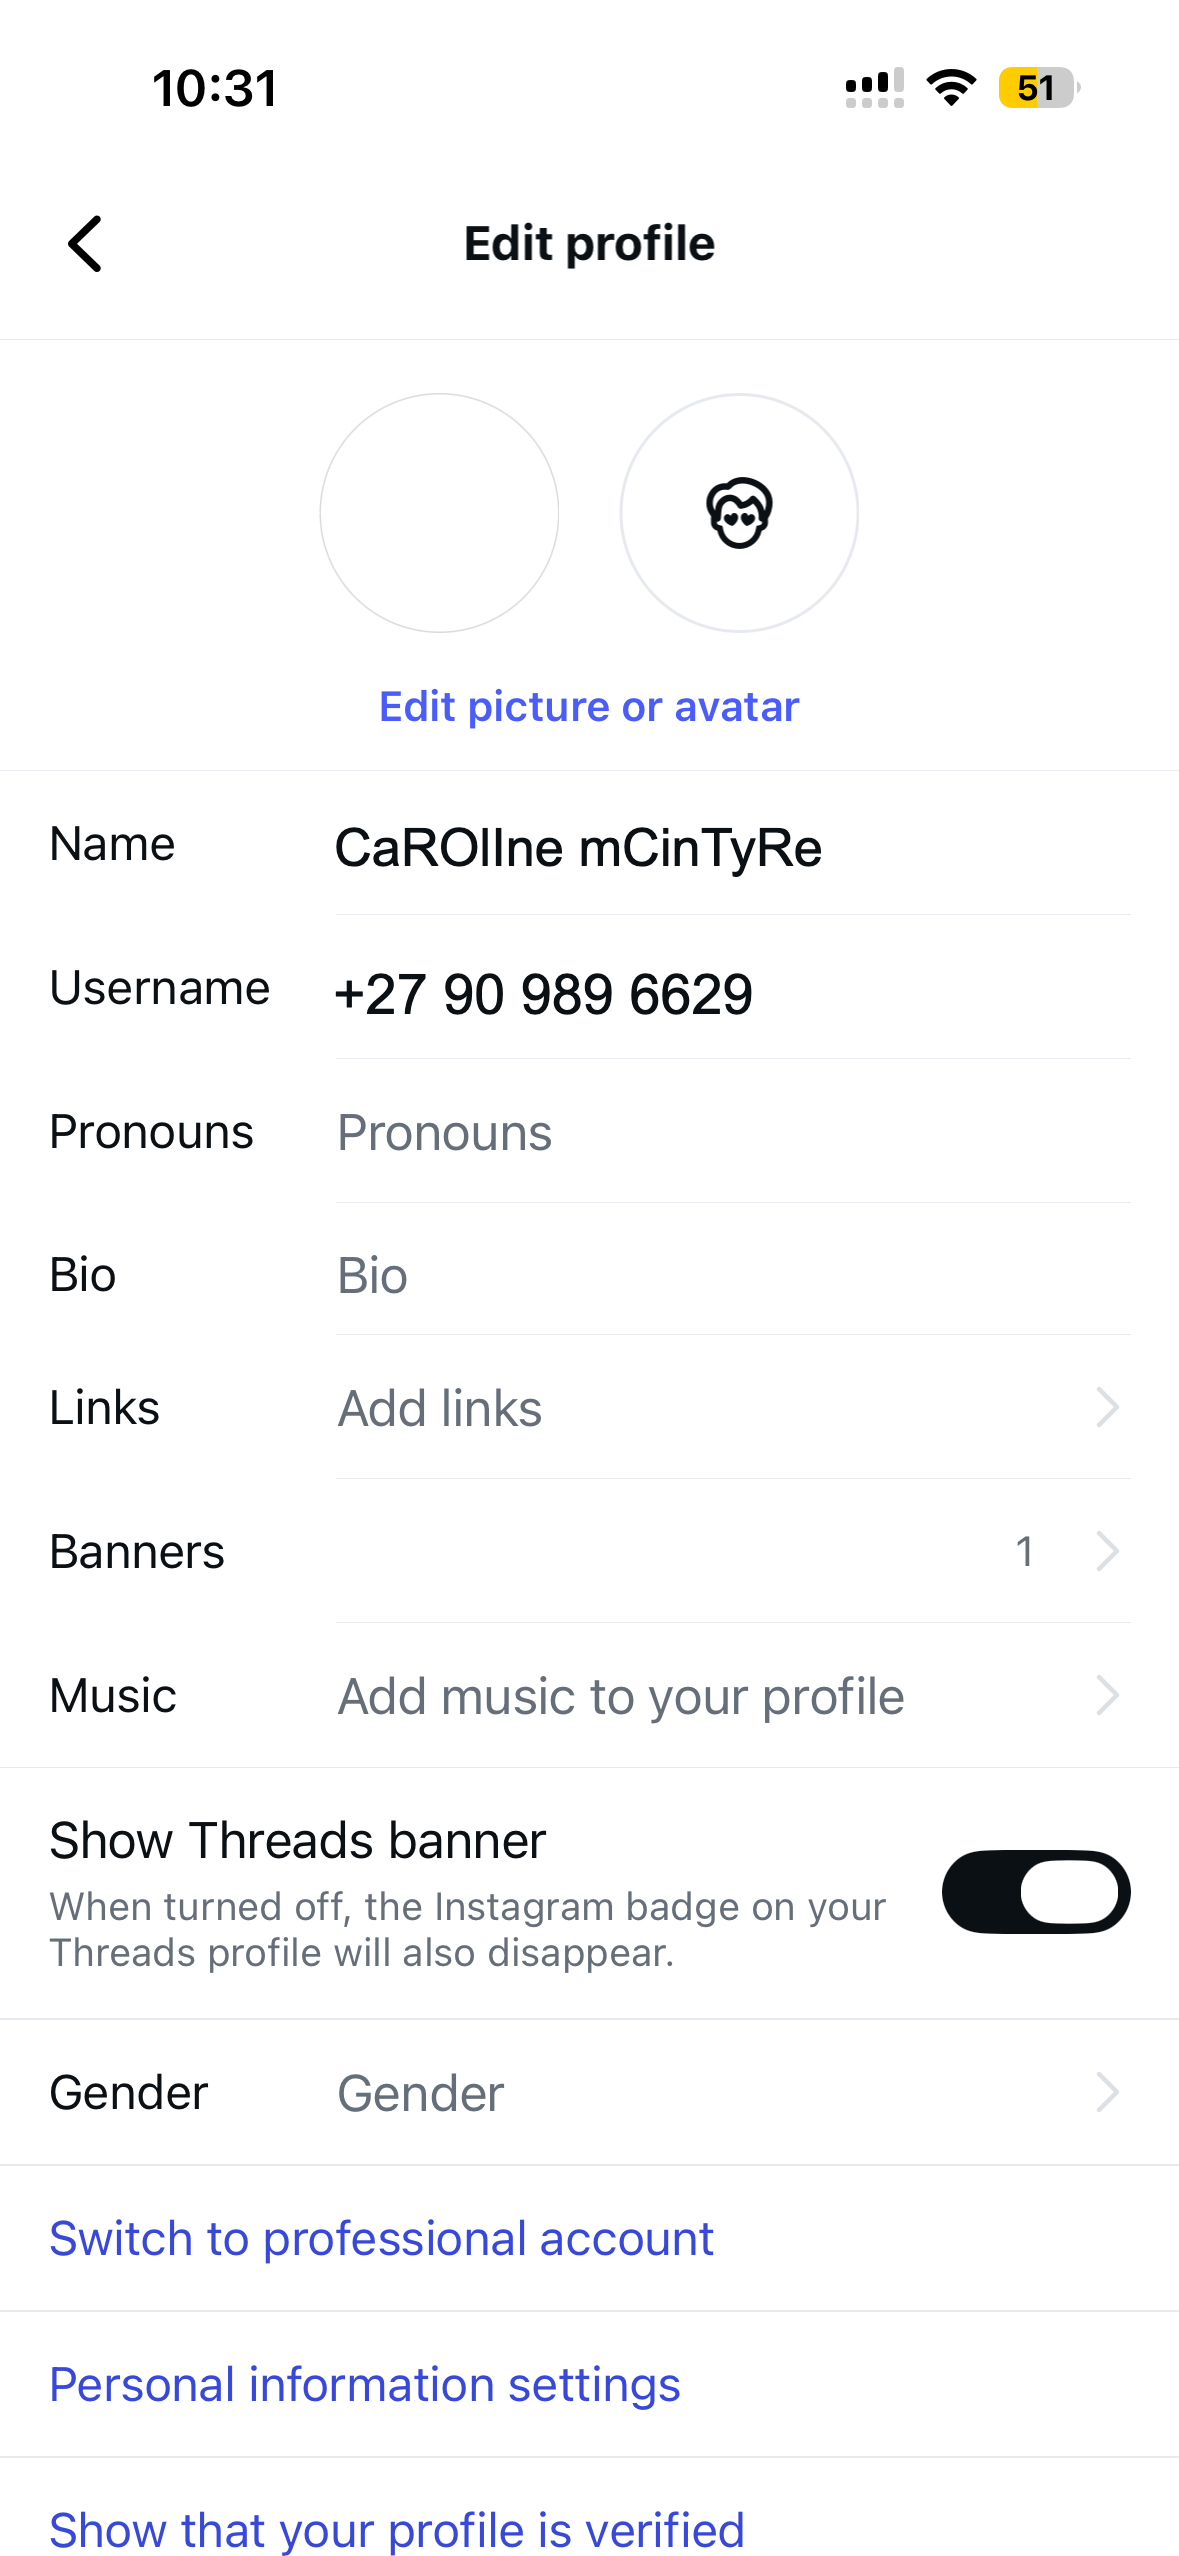 10:31
51
Edit profile
Edit picture or avatar
Name CaROlIne mCinTyRe
Username +27 90 989 6629
Pronouns Pronouns
Bio Bio
Links Add links
Banners 1
Music Add music to your profile
Show Threads banner
When turned off, the Instagram badge on your
Threads profile will also disappear.
Gender Gender
Switch to professional account
Personal information settings
Show that your profile is verified